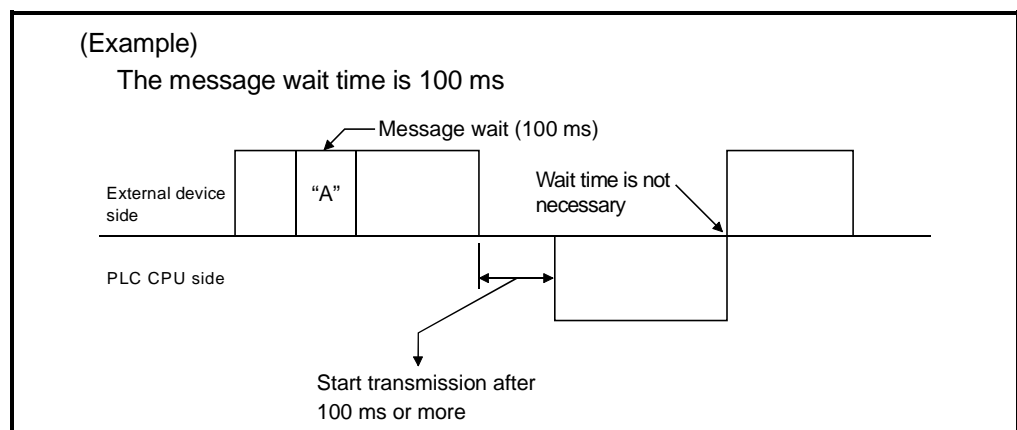 (Example)
The message wait time is 100 ms
Message wait (100 ms)
External device
side
“A”
Wait time is not
necessary
PLC CPU side
Start transmission after
100 ms or more